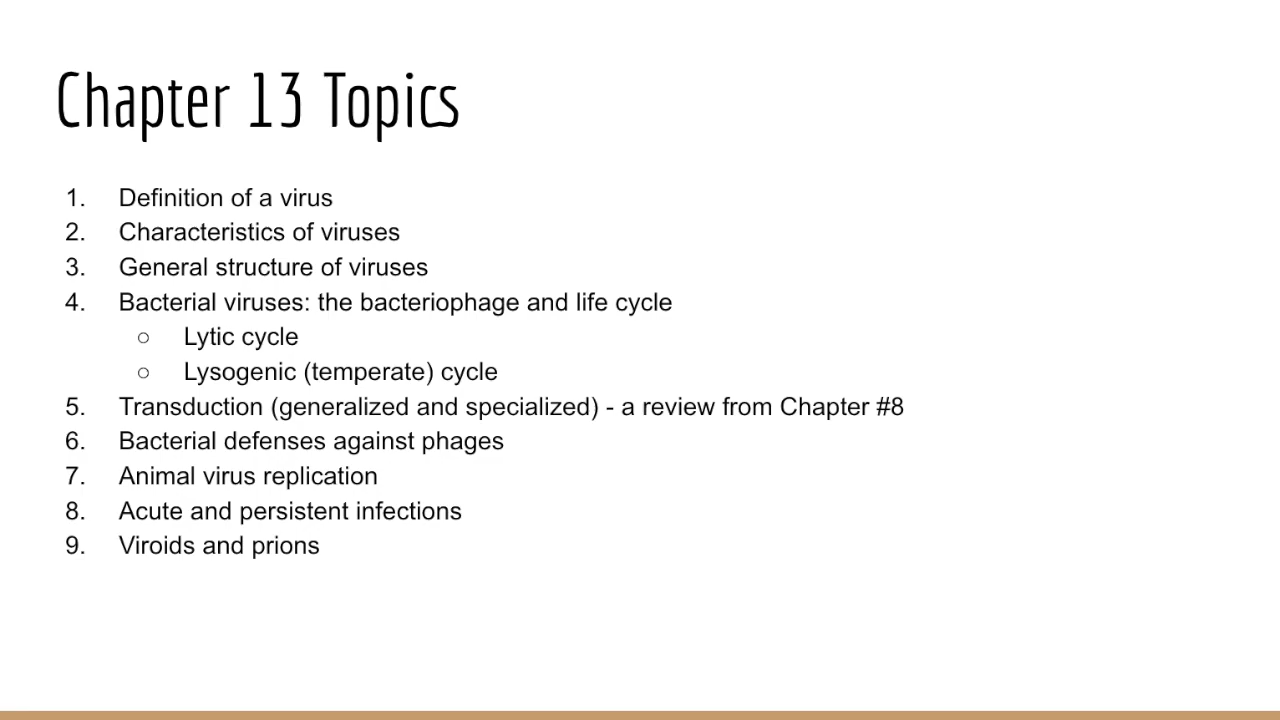 Chapter 13 Topics
1. Definition of a virus
2. Characteristics of viruses
3. General structure of viruses
4. Bacterial viruses: the bacteriophage and life cycle
○ Lytic cycle
○ Lysogenic (temperate) cycle
5. Transduction (generalized and specialized) - a review from Chapter #8
6. Bacterial defenses against phages
7. Animal virus replication
8. Acute and persistent infections
9. Viroids and prions